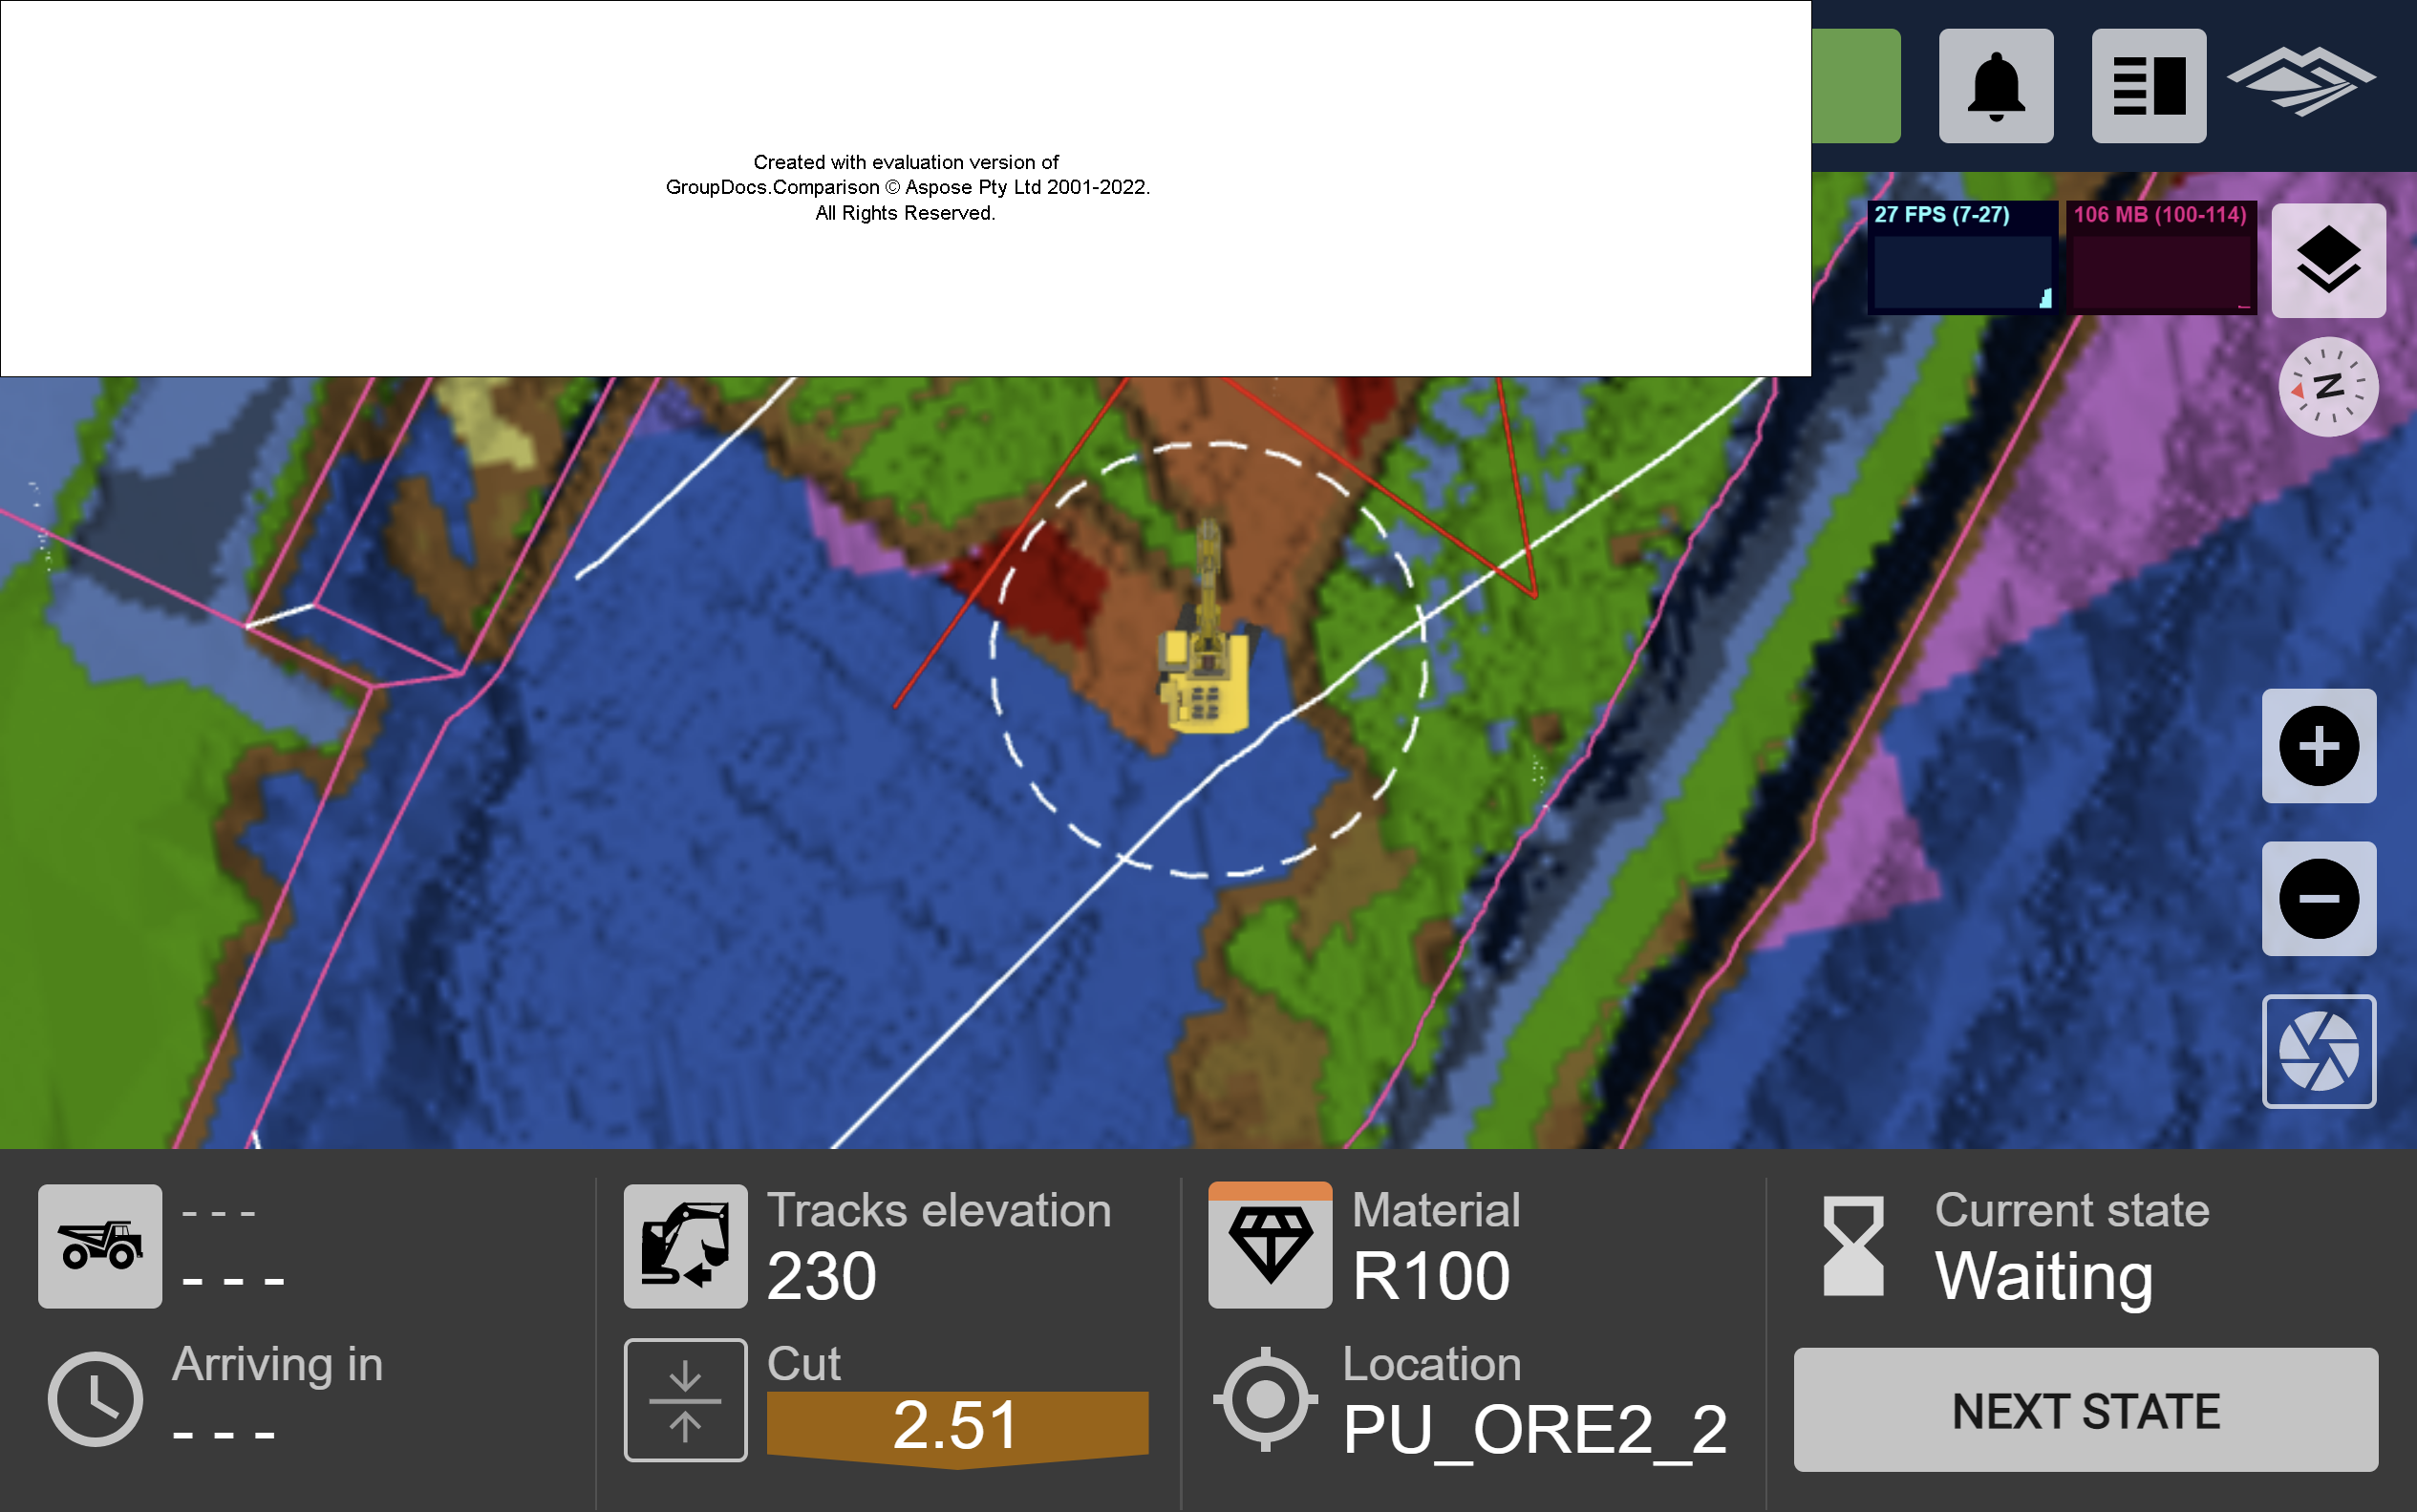 Created with evaluation version of
GroupDocs.Comparison © Aspose Pty Ltd 2001-2022.
All Rights Reserved.
27 FPS (7-27)
106 MB (100-114)
N
- - -
- - -
Arriving in
- - -
Tracks elevation
230
Cut
2.51
Material
R100
Location
PU_ORE2_2
Current state
Waiting
NEXT STATE